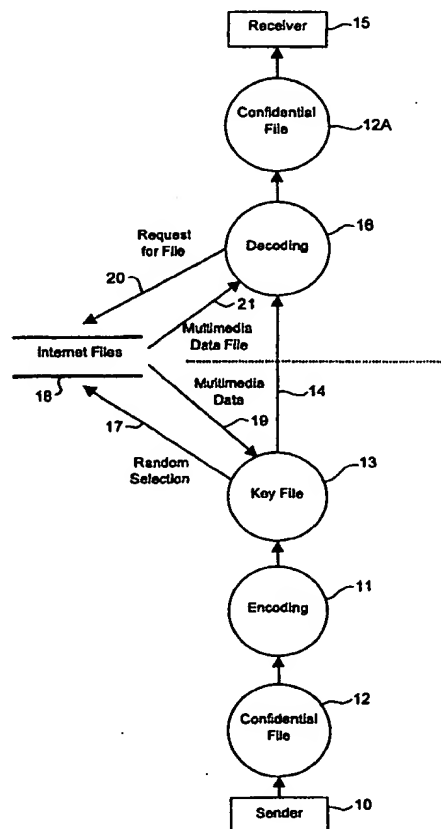 Receiver
15
Confidential
File
12A
Request
for File
Decoding
16
20
21
Multimedia
Data File
Internet Files
18
Multimedia
Data
14
17
19
Random
Selection
13
Key File
11
Encoding
12
Confidential
File
Sender
10